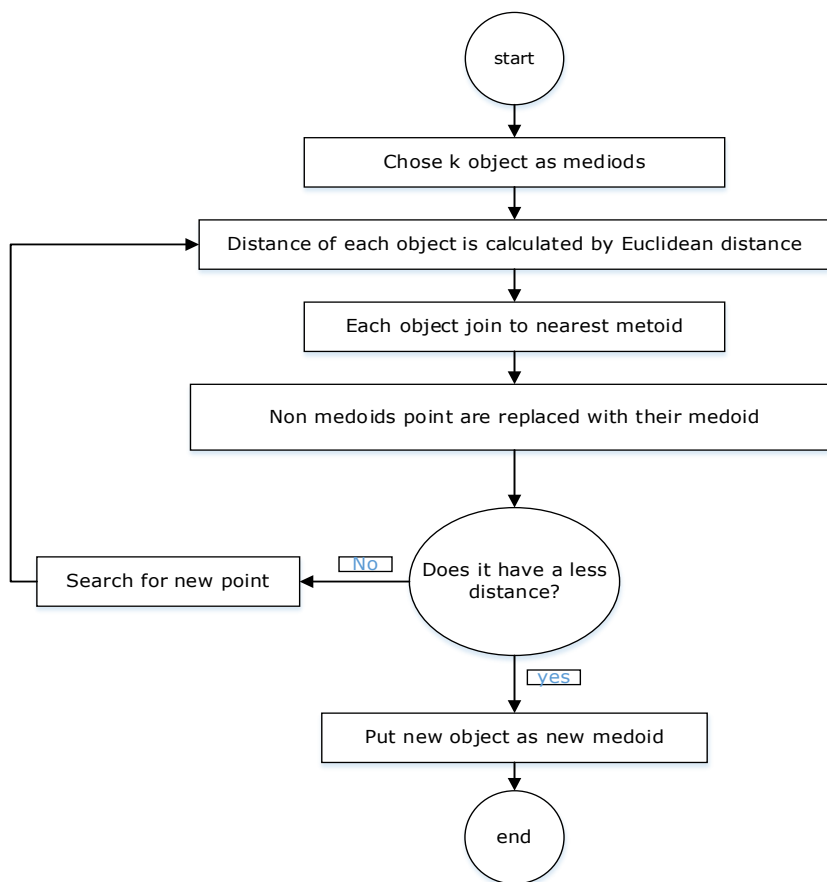 start
Chose k object as mediods
Distance of each object is calculated by Euclidean distance
Each object join to nearest metoid
Non medoids point are replaced with their medoid
Does it have a less
distance?
No
Search for new point
yes
Put new object as new medoid
end